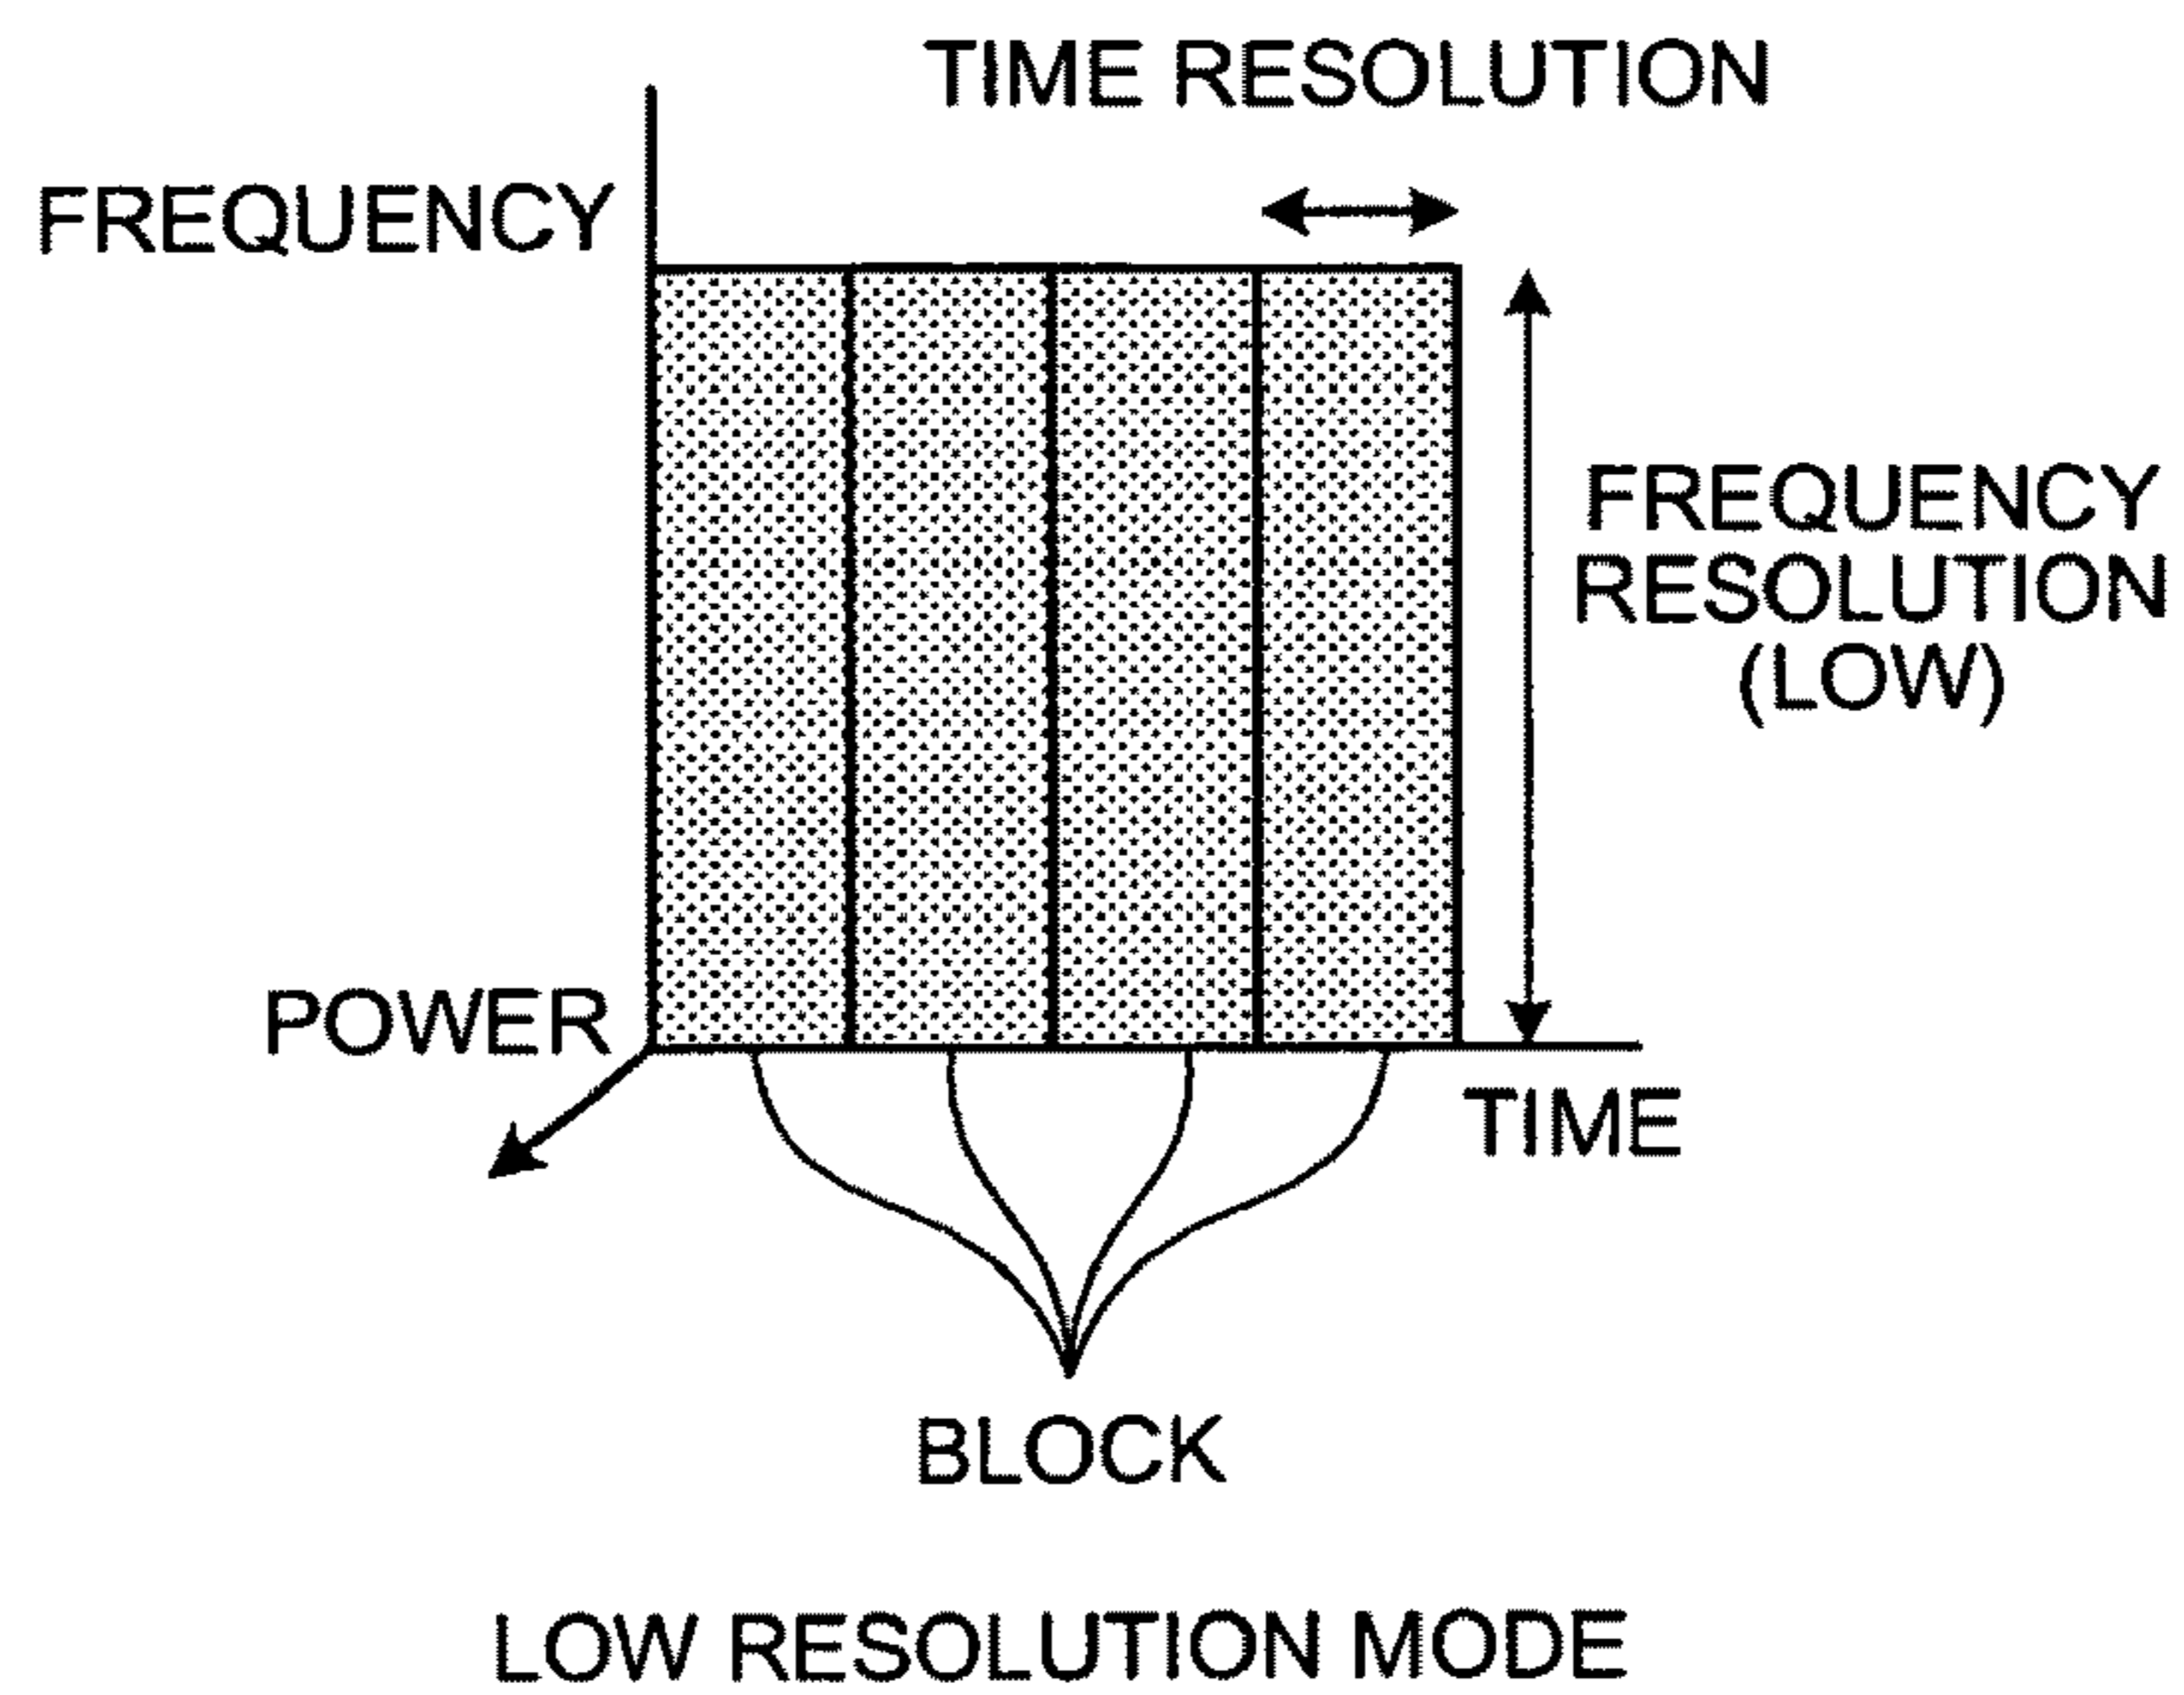 TIME RESOLUTION
FREQUENCY
FREQUENCY
RESOLUTION
(LOW)
POWER
TIME
BLOCK
LOW RESOLUTION MODE